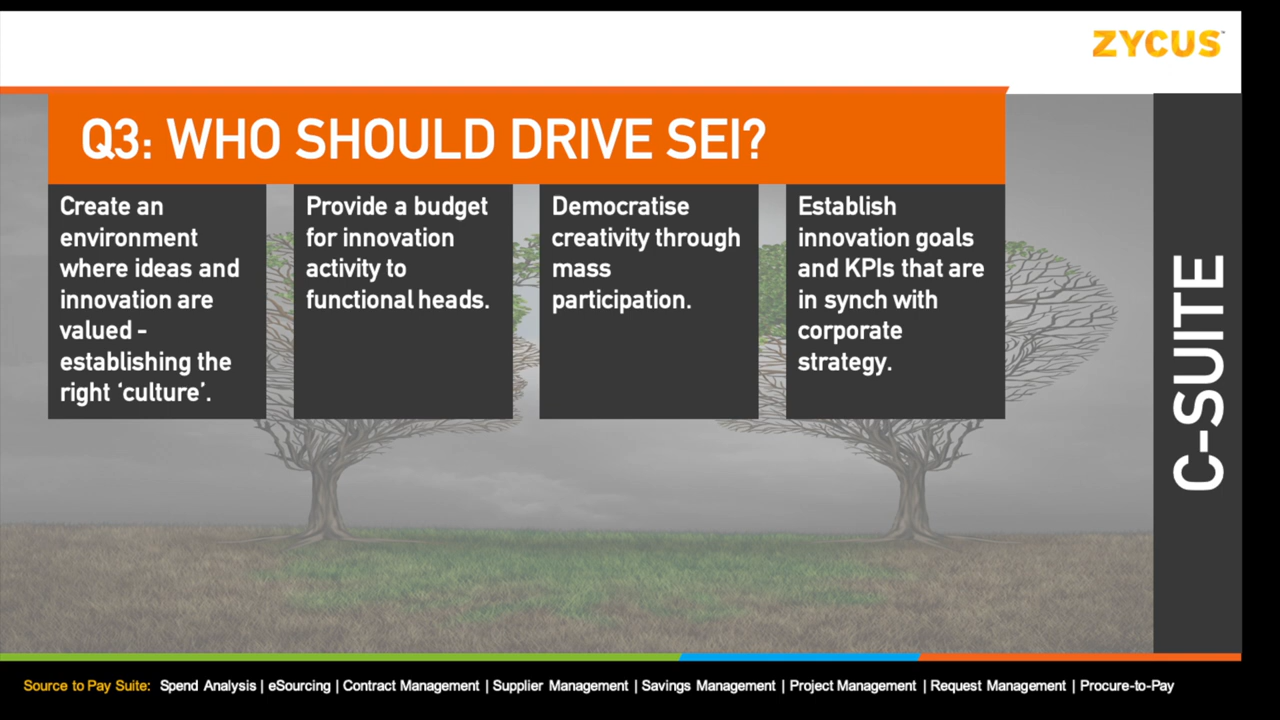 ZYCUS
Q3: WHO SHOULD DRIVE SEI?
Create an
environment
where ideas and
innovation are
valued -
establishing the
right ‘culture’.
Provide a budget
for innovation
activity to
functional heads.
Democratise
creativity through
mass
participation.
Establish
innovation goals
and KPIs that are
in synch with
corporate
strategy.
C-SUITE
Source to Pay Suite: Spend Analysis | eSourcing | Contract Management | Supplier Management | Savings Management | Project Management | Request Management | Procure-to-Pay